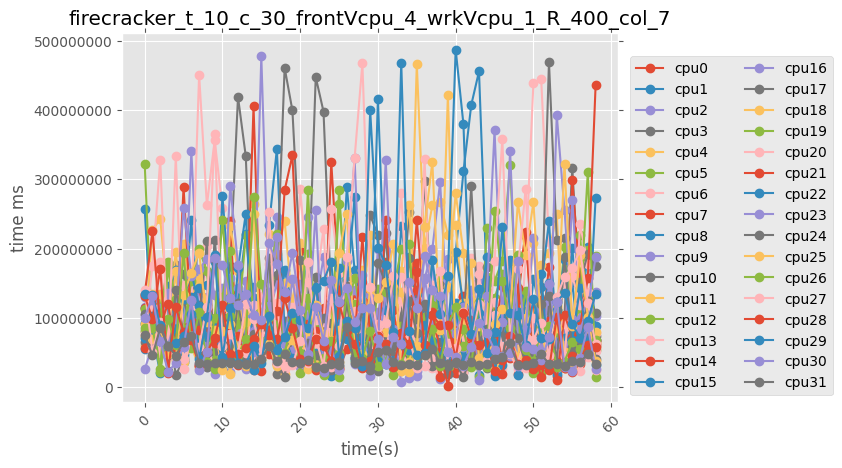 firecracker_t_10_c_30_frontVcpu_4_wrkVcpu_1_R_400_col_7
time ms
500000000
400000000
300000000
200000000
100000000
0
0
10
20
30
40
50
60
time(s)
cpu0
cpu1
cpu2
cpu3
cpu4
cpu5
cpu6
cpu7
cpu8
cpu9
cpu10
cpu11
cpu12
cpu13
cpu14
cpu15
cpu16
cpu17
cpu18
cpu19
cpu20
cpu21
cpu22
cpu23
cpu24
cpu25
cpu26
cpu27
cpu28
cpu29
cpu30
cpu31